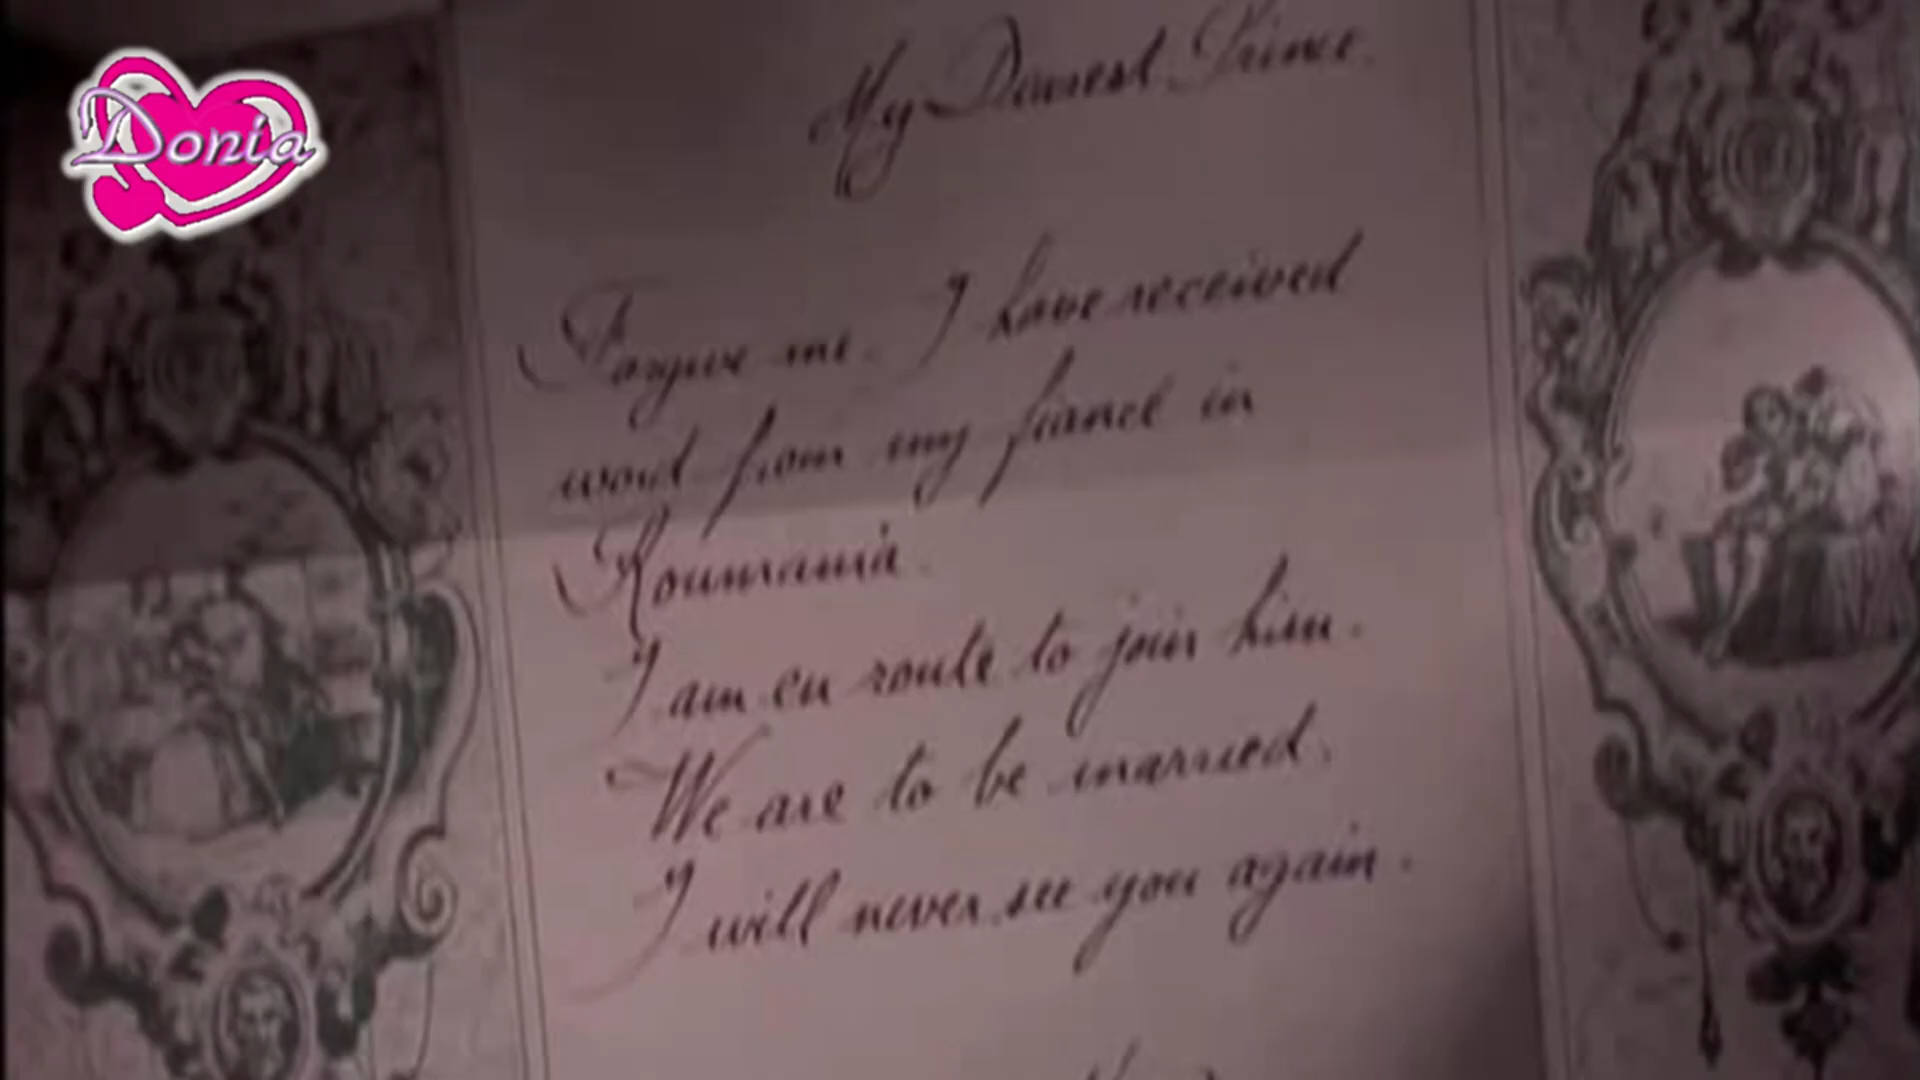 Donia
My Dearest Prince.
Forgive me. I have received
word from my fiancé in
Roumania.
I am en route to join him.
We are to be married.
I will never see you again.